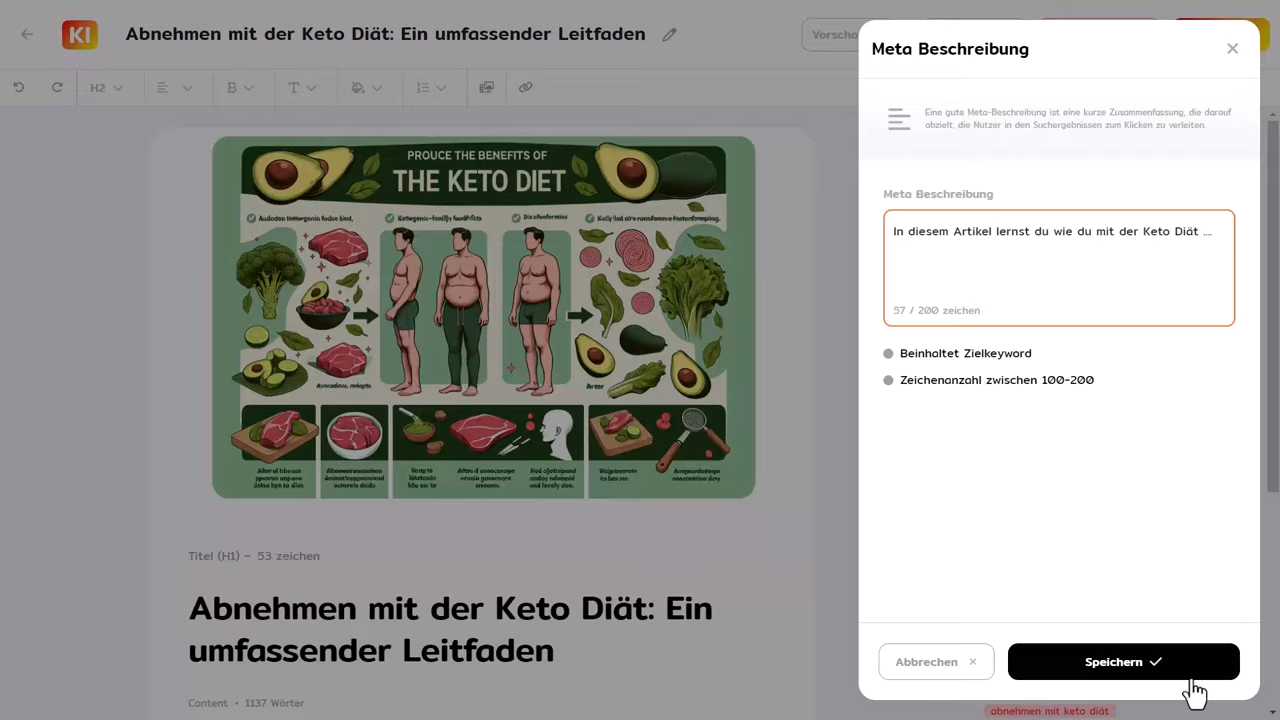 KI
Abnehmen mit der Keto Diät: Ein umfassender Leitfaden
H2
B
T
PROUCE THE BENEFITS OF
THE KETO DIET
Titel (H1) – 53 zeichen
Abnehmen mit der Keto Diät: Ein
umfassender Leitfaden
Content • 1137 Wörter
Meta Beschreibung
Eine gute Meta-Beschreibung ist eine kurze Zusammenfassung, die darauf
abzielt, die Nutzer in den Suchergebnissen zum Klicken zu verleiten.
Meta Beschreibung
In diesem Artikel lernst du wie du mit der Keto Diät ....
57 / 200 zeichen
Beinhaltet Zielkeyword
Zeichenanzahl zwischen 100-200
Abbrechen
Speichern
abnehmen mit keto diät